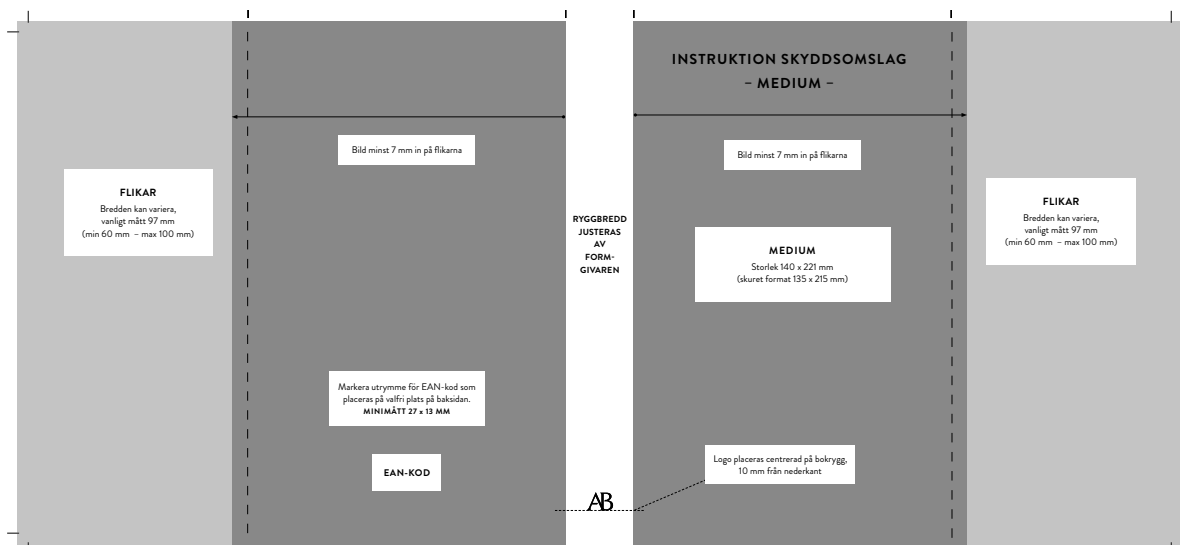 INSTRUKTION SKYDDSOMSLAG
– MEDIUM –
Bild minst 7 mm in på flikarna
Bild minst 7 mm in på flikarna
FLIKAR
Bredden kan variera,
vanligt mått 97 mm
(min 60 mm – max 100 mm)
RYGGBREDD
JUSTERAS
AV
FORM-
GIVAREN
MEDIUM
Storlek 140 x 221 mm
(skuret format 135 x 215 mm)
FLIKAR
Bredden kan variera,
vanligt mått 97 mm
(min 60 mm – max 100 mm)
Markera utrymme för EAN-kod som
placeras på valfri plats på baksidan.
MINIMÅTT 27 x 13 MM
EAN-KOD
Logo placeras centrerad på bokrygg,
10 mm från nederkant
AB